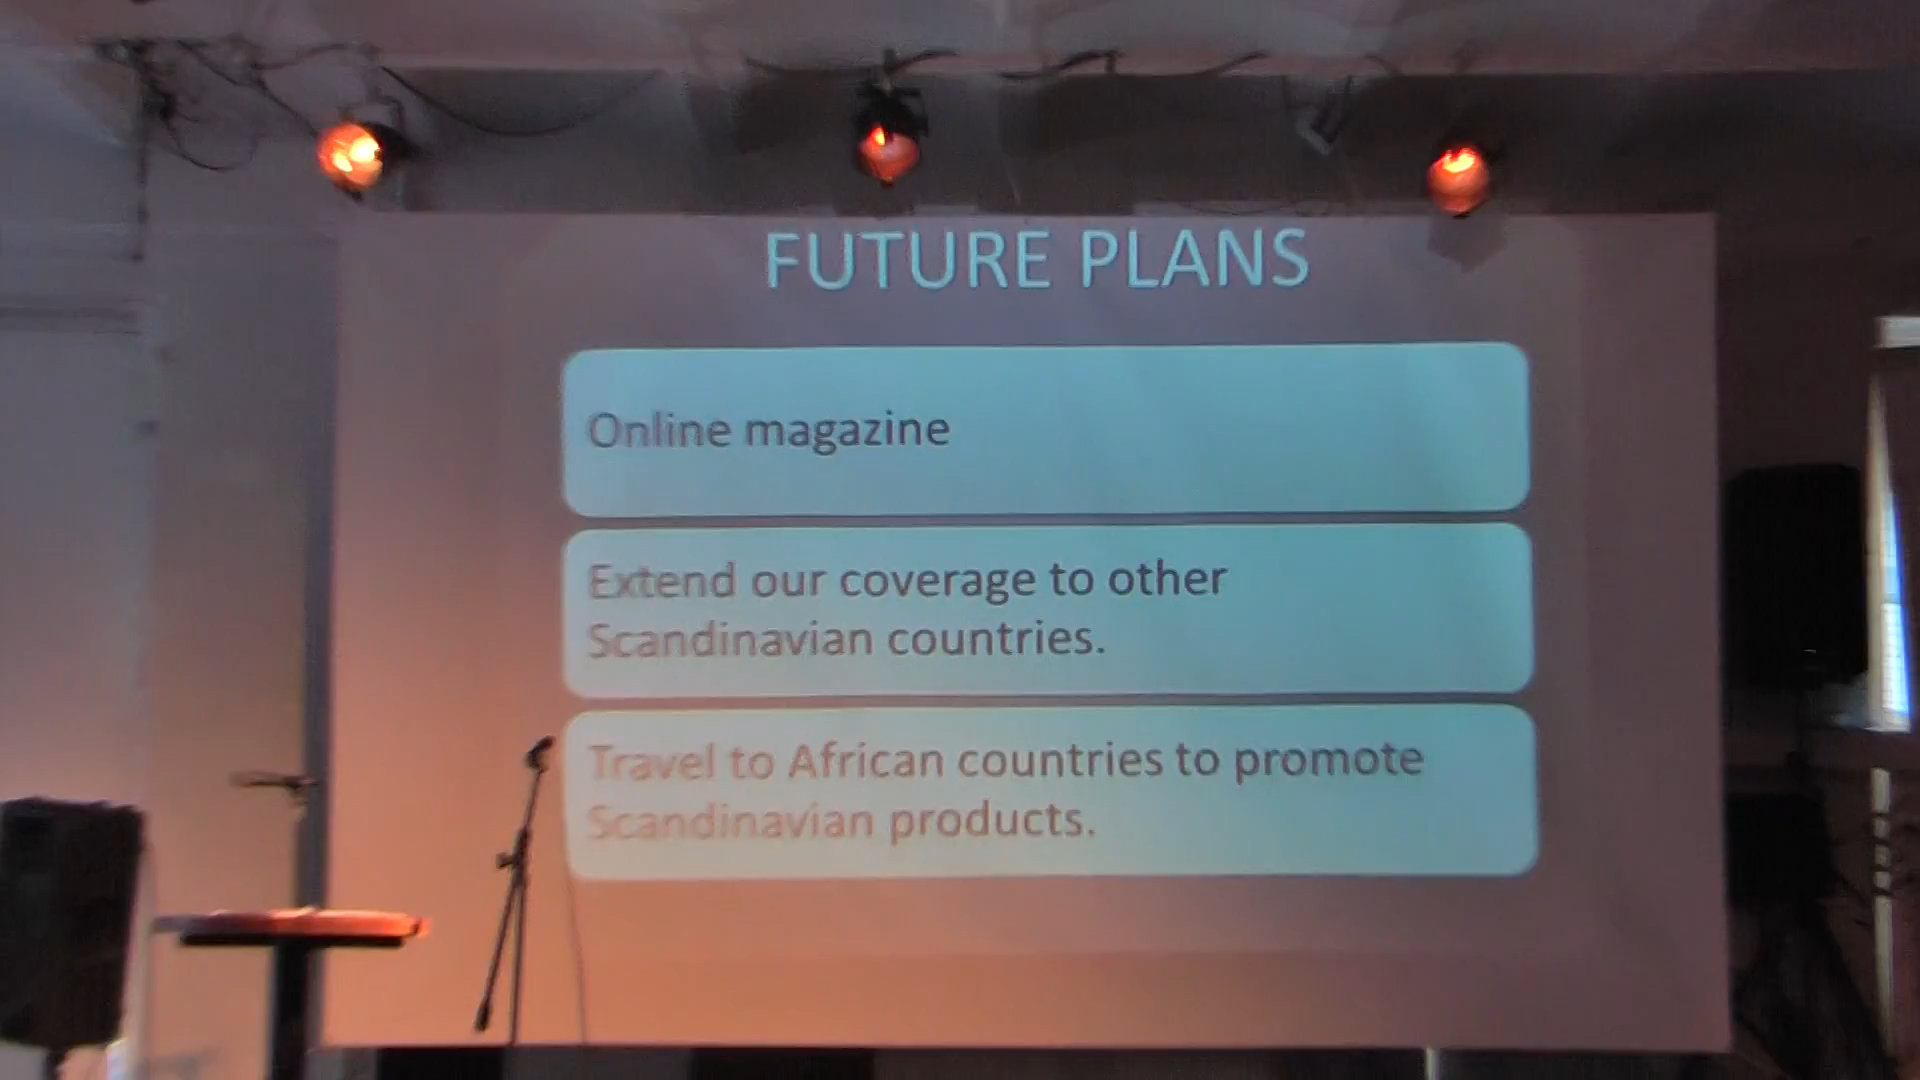 FUTURE PLANS
Online magazine
Extend our coverage to other
Scandinavian countries.
Travel to African countries to promote
Scandinavian products.